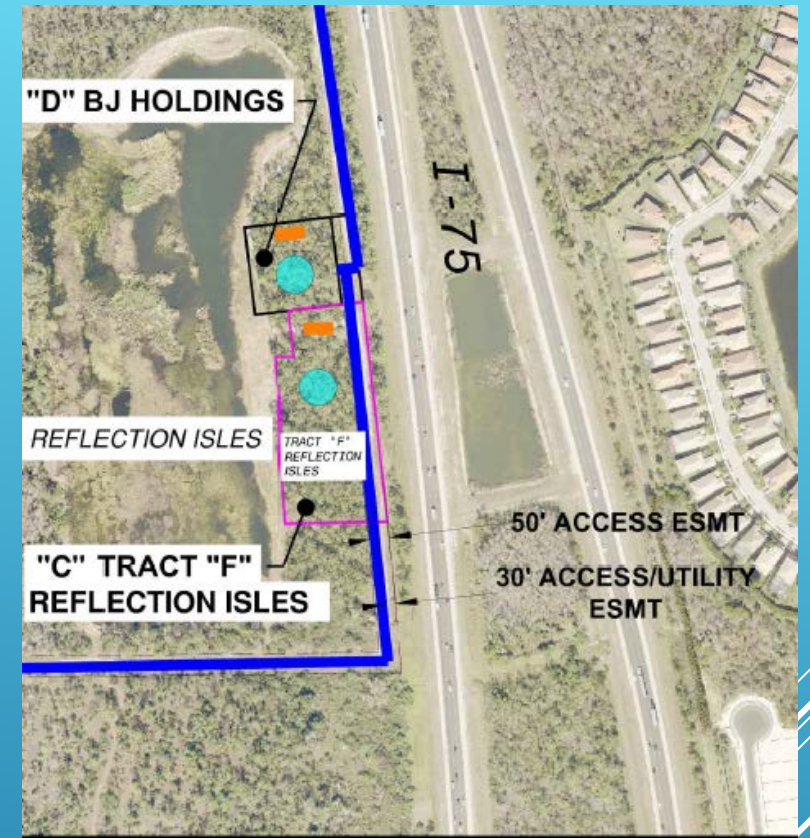 "D" BJ HOLDINGS
I-75
REFLECTION ISLES
TRACT "F"
REFLECTION
ISLES
50' ACCESS ESMT
"C" TRACT "F"
REFLECTION ISLES
30' ACCESS/UTILITY
ESMT